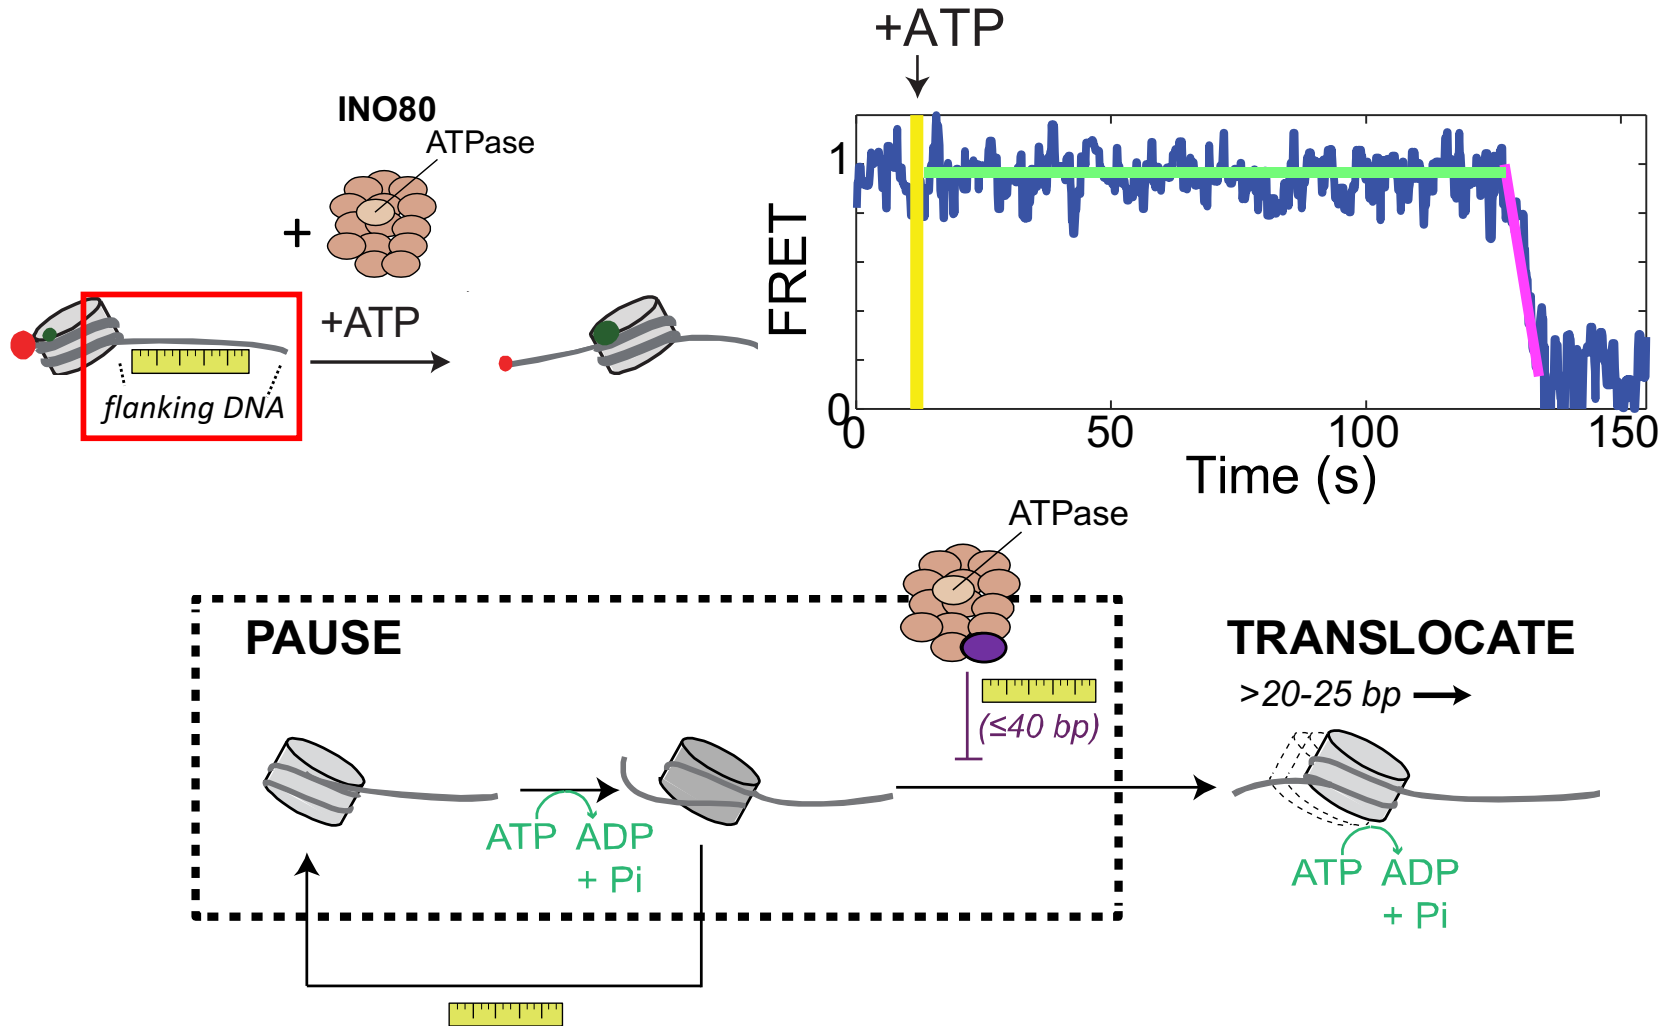 INO80
ATPase
+
+ATP
flanking DNA
+ATP
1
FRET
0
0 50 100 150
Time (s)
ATPase
PAUSE
TRANSLOCATE
>20-25 bp
(≤40 bp)
ATP ADP
+ Pi
ATP ADP
+ Pi